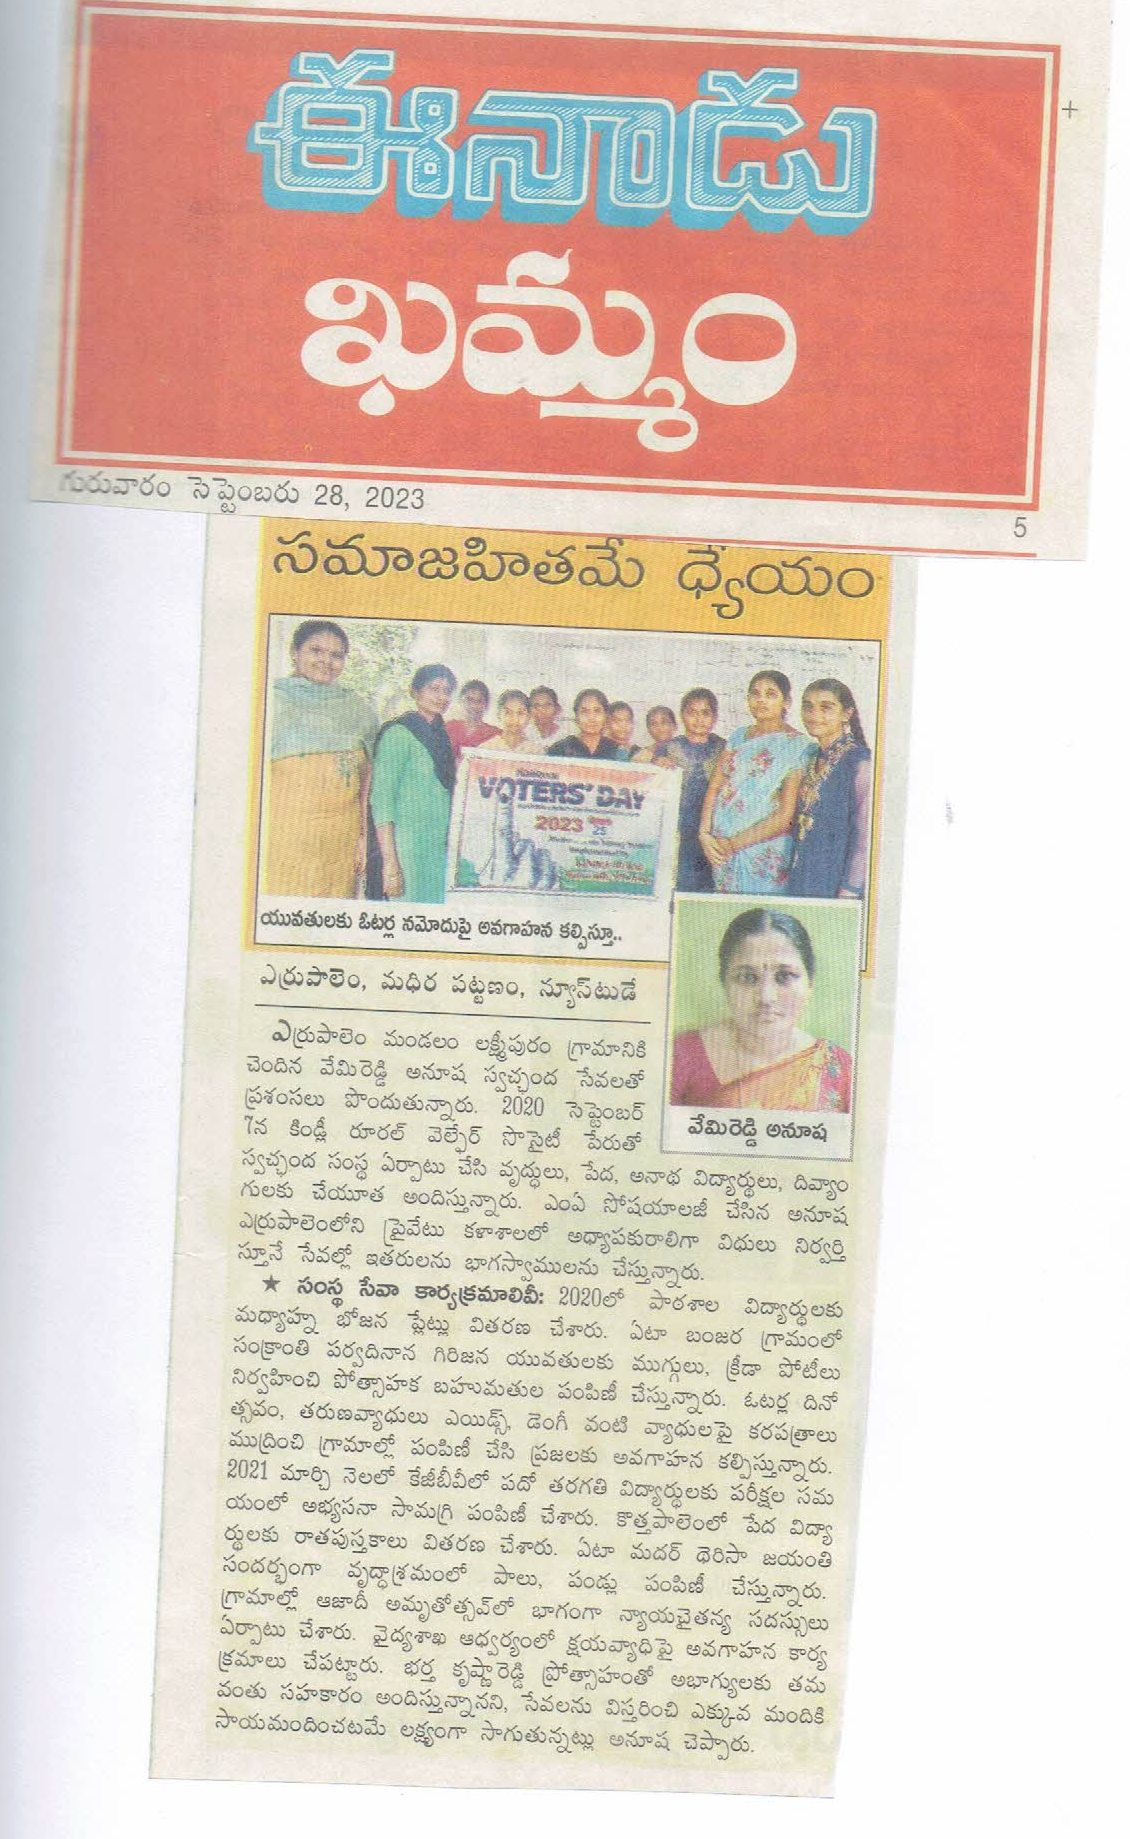 ఈనాడు
ఖమ్మం
గురువారం సెప్టెంబరు 28, 2023
5
సమాజహితమే ధ్యేయం
VOTERS' DAY
2023
25
యువతులకు ఓటర్ల నమోదుపై అవగాహన కల్పిస్తూ..
వేమిరెడ్డి అనూష
ఎర్రుపాలెం, మధిర పట్టణం, న్యూస్‌టుడే
ఎర్రుపాలెం మండలం లక్ష్మీపురం గ్రామానికి
చెందిన వేమిరెడ్డి అనూష స్వచ్ఛంద సేవలతో
ప్రశంసలు పొందుతున్నారు. 2020 సెప్టెంబర్
7న కిండ్లీ రూరల్ వెల్ఫేర్ సొసైటీ పేరుతో
స్వచ్ఛంద సంస్థ ఏర్పాటు చేసి వృద్ధులు, పేద, అనాథ విద్యార్థులు, దివ్యాం
గులకు చేయూత అందిస్తున్నారు. ఎంఏ సోషయాలజీ చేసిన అనూష
ఎర్రుపాలెంలోని ప్రైవేటు కళాశాలలో అధ్యాపకురాలిగా విధులు నిర్వర్తి
స్తూనే సేవల్లో ఇతరులను భాగస్వాములను చేస్తున్నారు.
★ సంస్థ సేవా కార్యక్రమాలివీ: 2020లో పాఠశాల విద్యార్థులకు
మధ్యాహ్న భోజన ప్లేట్లు వితరణ చేశారు. ఏటా బంజర గ్రామంలో
సంక్రాంతి పర్వదినాన గిరిజన యువతులకు ముగ్గులు, క్రీడా పోటీలు
నిర్వహించి పోత్సాహక బహుమతుల పంపిణీ చేస్తున్నారు. ఓటర్ల దినో
త్సవం, తరుణవ్యాధులు ఎయిడ్స్, డెంగీ వంటి వ్యాధులపై కరపత్రాలు
ముద్రించి గ్రామాల్లో పంపిణీ చేసి ప్రజలకు అవగాహన కల్పిస్తున్నారు.
2021 మార్చి నెలలో కేజీబీవీలో పదో తరగతి విద్యార్థులకు పరీక్షల సమ
యంలో అభ్యసనా సామగ్రి పంపిణీ చేశారు. కొత్తపాలెంలో పేద విద్యా
ర్థులకు రాతపుస్తకాలు వితరణ చేశారు. ఏటా మదర్ థెరిసా జయంతి
సందర్భంగా వృద్ధాశ్రమంలో పాలు, పండ్లు పంపిణీ చేస్తున్నారు.
గ్రామాల్లో ఆజాదీ అమృతోత్సవ్‌లో భాగంగా న్యాయచైతన్య సదస్సులు
ఏర్పాటు చేశారు. వైద్యశాఖ ఆధ్వర్యంలో క్షయవ్యాధిపై అవగాహన కార్య
క్రమాలు చేపట్టారు. భర్త కృష్ణారెడ్డి ప్రోత్సాహంతో అభాగ్యులకు తమ
వంతు సహకారం అందిస్తున్నానని, సేవలను విస్తరించి ఎక్కువ మందికి
సాయమందించటమే లక్ష్యంగా సాగుతున్నట్లు అనూష చెప్పారు.